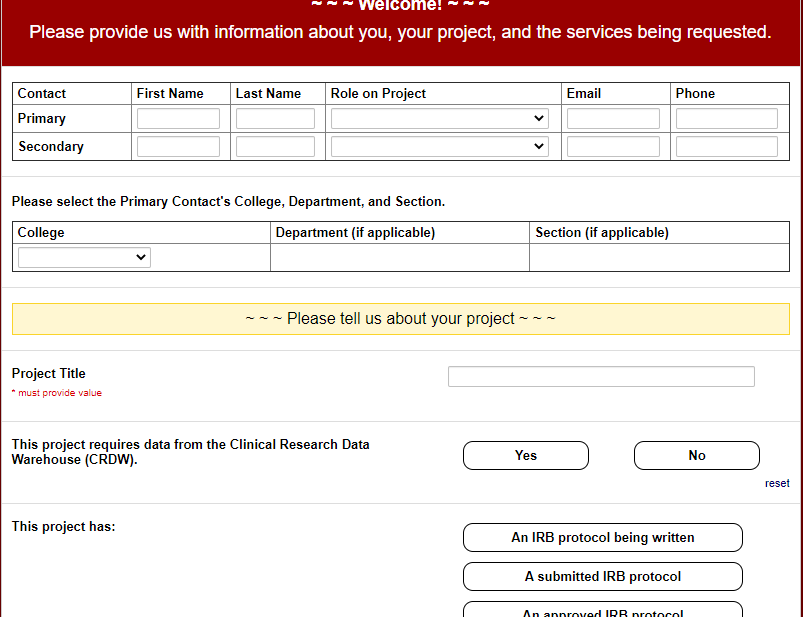 ~ ~ ~ Welcome! ~ ~ ~
Please provide us with information about you, your project, and the services being requested.
Contact First Name Last Name Role on Project Email Phone
Primary
Secondary
Please select the Primary Contact's College, Department, and Section.
College Department (if applicable) Section (if applicable)
~ ~ ~ Please tell us about your project ~ ~ ~
Project Title
* must provide value
This project requires data from the Clinical Research Data
Warehouse (CRDW).
Yes No
reset
This project has:
An IRB protocol being written
A submitted IRB protocol
An approved IRB protocol